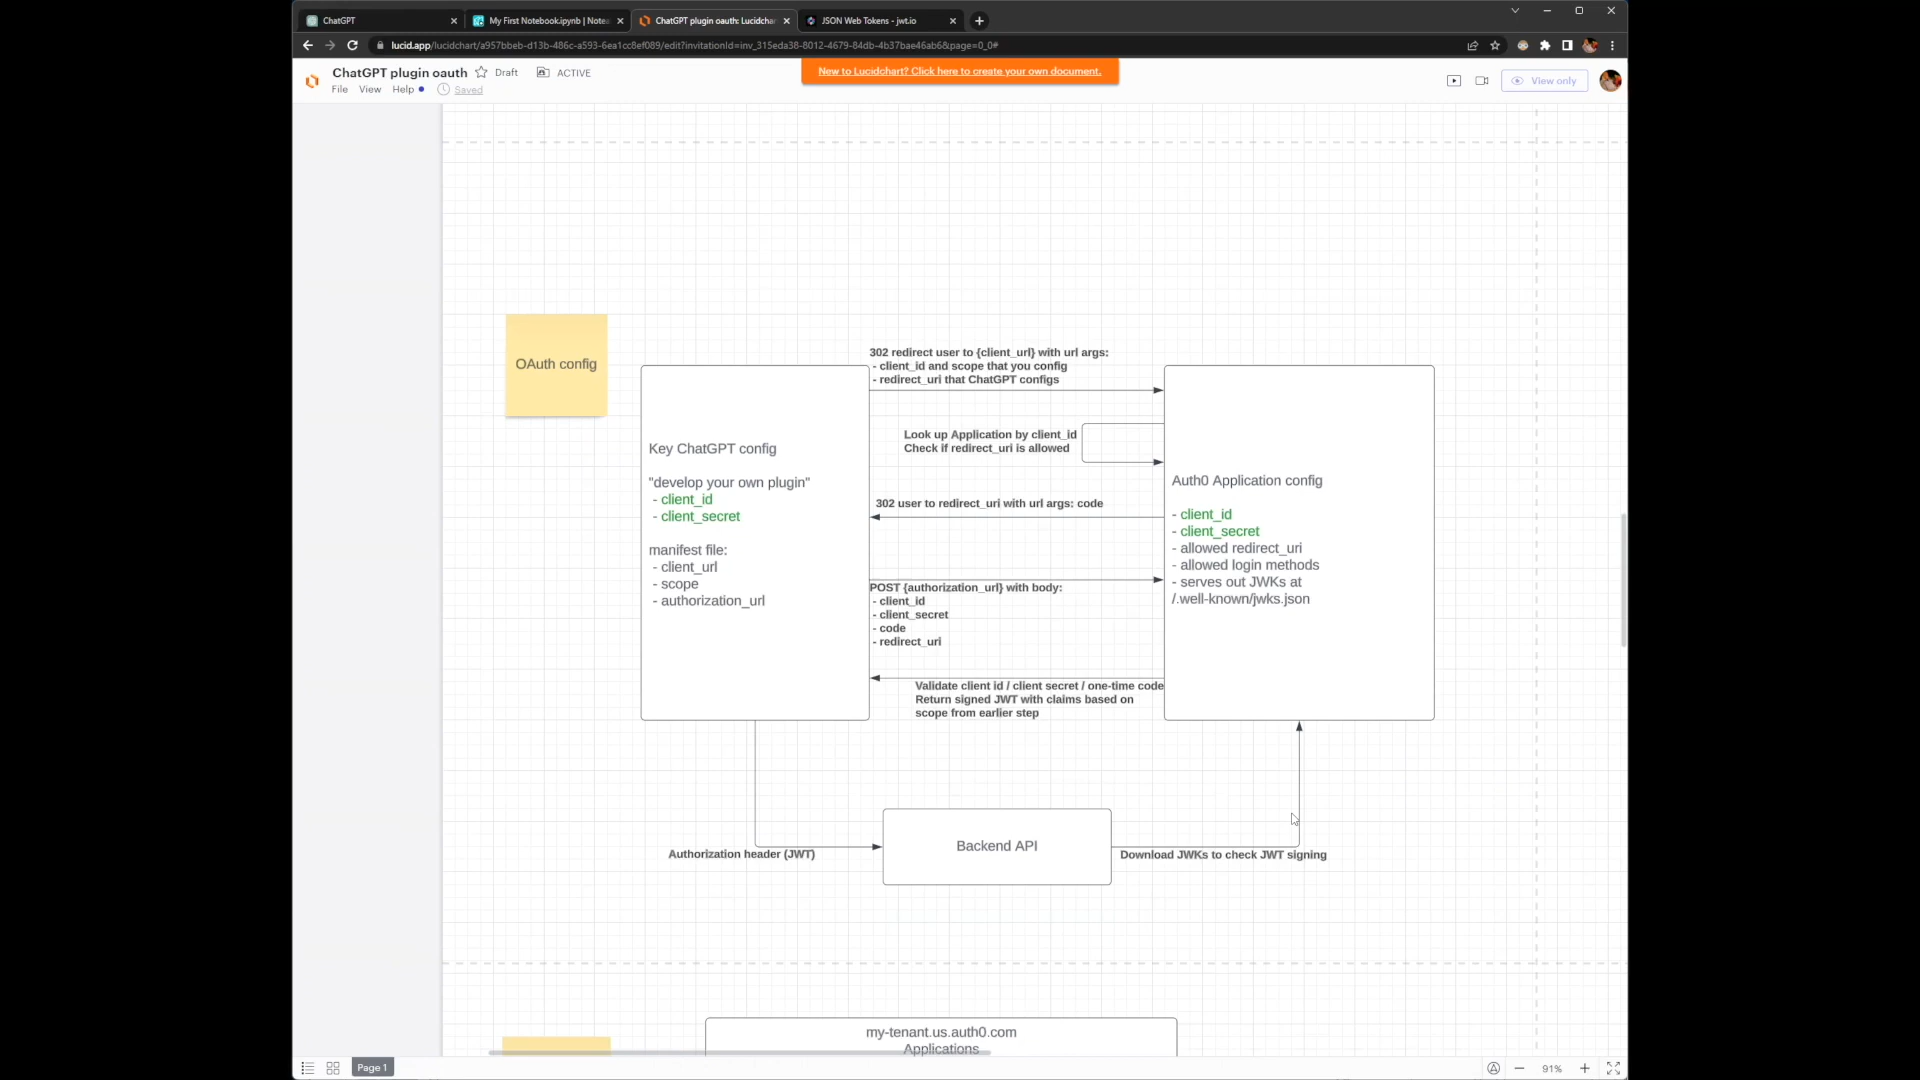 ChatGPT
My First Notebook.ipynb | Notea
ChatGPT plugin oauth: Lucidchar
JSON Web Tokens - jwt.io
lucid.app/lucidchart/a957bbeb-d13b-486c-a593-6ea1cc8ef089/edit?invitationId=inv_315eda38-8012-4679-84db-4b37bae46ab6&page=0_0#
ChatGPT plugin oauth
Draft
ACTIVE
New to Lucidchart? Click here to create your own document.
View only
File View Help
Saved
OAuth config
302 redirect user to {client_url} with url args:
- client_id and scope that you config
- redirect_uri that ChatGPT configs
Look up Application by client_id
Check if redirect_uri is allowed
302 user to redirect_uri with url args: code
POST {authorization_url} with body:
- client_id
- client_secret
- code
- redirect_uri
Validate client id / client secret / one-time code
Return signed JWT with claims based on
scope from earlier step
Key ChatGPT config
"develop your own plugin"
- client_id
- client_secret
manifest file:
- client_url
- scope
- authorization_url
Auth0 Application config
- client_id
- client_secret
- allowed redirect_uri
- allowed login methods
- serves out JWKs at
/.well-known/jwks.json
Backend API
Authorization header (JWT)
Download JWKs to check JWT signing
my-tenant.us.auth0.com
Applications
Page 1
91%